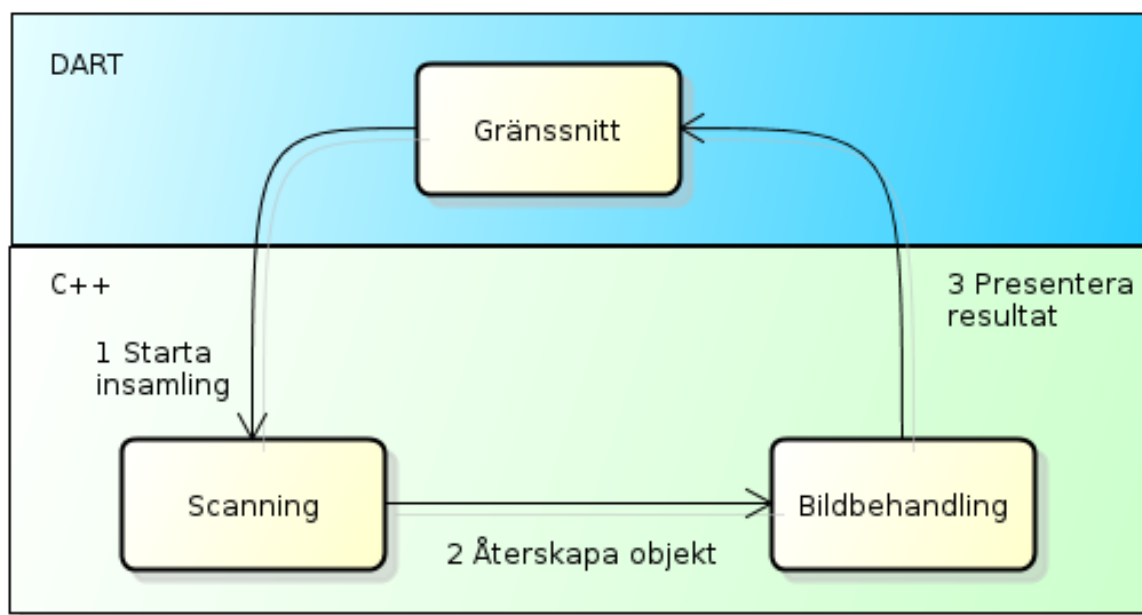 DART
Gränssnitt
C++
3 Presentera
resultat
1 Starta
insamling
Scanning
Bildbehandling
2 Återskapa objekt